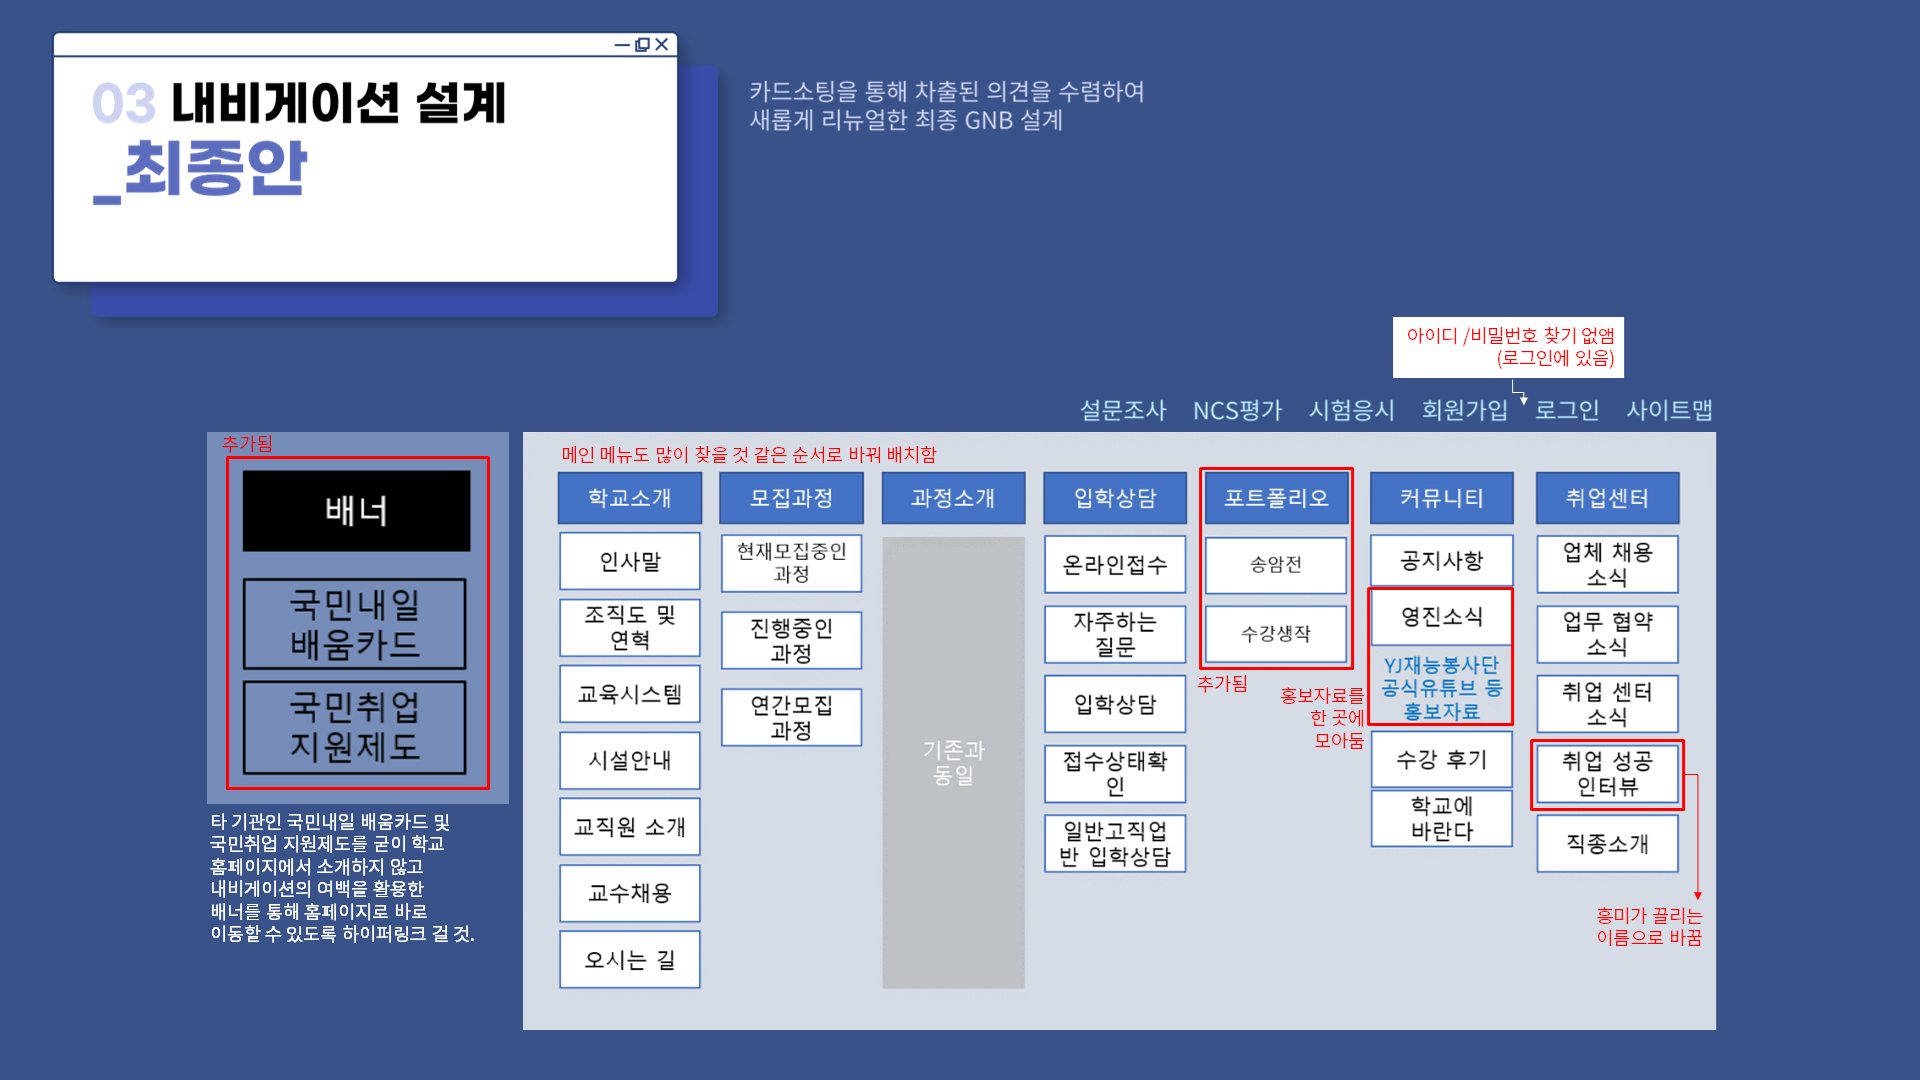 03 내비게이션 설계
_최종안
카드소팅을 통해 차출된 의견을 수렴하여
새롭게 리뉴얼한 최종 GNB 설계
아이디 /비밀번호 찾기 없앰
(로그인에 있음)
설문조사 NCS평가 시험응시 회원가입 로그인 사이트맵
추가됨
배너
국민내일
배움카드
국민취업
지원제도
타 기관인 국민내일 배움카드 및
국민취업 지원제도를 굳이 학교
홈페이지에서 소개하지 않고
내비게이션의 여백을 활용한
배너를 통해 홈페이지로 바로
이동할 수 있도록 하이퍼링크 걸 것.
메인 메뉴도 많이 찾을 것 같은 순서로 바꿔 배치함
학교소개
인사말
조직도 및
연혁
교육시스템
시설안내
교직원 소개
교수채용
오시는 길
모집과정
현재모집중인
과정
진행중인
과정
연간모집
과정
과정소개
기존과
동일
입학상담
온라인접수
자주하는
질문
입학상담
접수상태확
인
일반고직업
반 입학상담
포트폴리오
송암전
수강생작
추가됨
커뮤니티
공지사항
영진소식
YJ재능봉사단
공식유튜브 등
홍보자료
홍보자료를
한 곳에
모아둠
수강 후기
학교에
바란다
취업센터
업체 채용
소식
업무 협약
소식
취업 센터
소식
취업 성공
인터뷰
직종소개
흥미가 끌리는
이름으로 바꿈